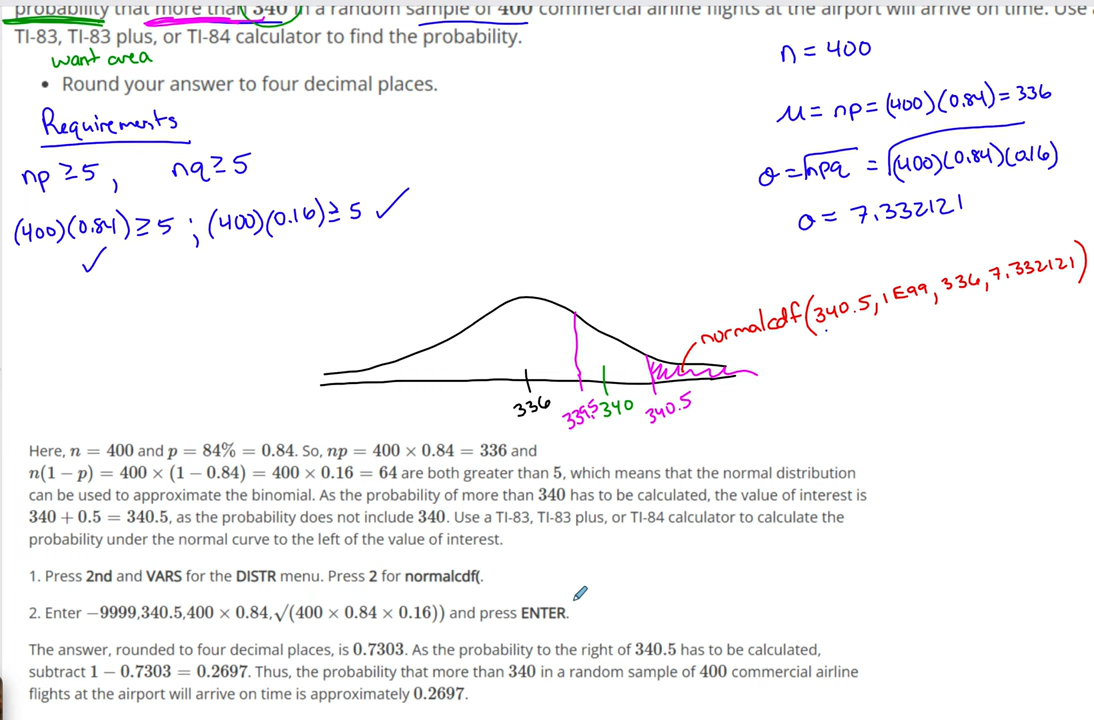 probability that more than 340 in a random sample of 400 commercial airline flights at the airport will arrive on time. Use a
TI-83, TI-83 plus, or TI-84 calculator to find the probability.
want area
• Round your answer to four decimal places.
n = 400
Requirements
μ = np = (400)(0.84) = 336
np ≥ 5, nq ≥ 5
σ = √npq = √(400)(0.84)(0.16)
(400)(0.84) ≥ 5 ; (400)(0.16) ≥ 5 ✓
✓
σ = 7.332121
normalcdf(340.5, 1E99, 336, 7.332121)
336 339.5 340 340.5
Here, n = 400 and p = 84% = 0.84. So, np = 400 × 0.84 = 336 and
n(1 − p) = 400 × (1 − 0.84) = 400 × 0.16 = 64 are both greater than 5, which means that the normal distribution
can be used to approximate the binomial. As the probability of more than 340 has to be calculated, the value of interest is
340 + 0.5 = 340.5, as the probability does not include 340. Use a TI-83, TI-83 plus, or TI-84 calculator to calculate the
probability under the normal curve to the left of the value of interest.
1. Press 2nd and VARS for the DISTR menu. Press 2 for normalcdf(.
2. Enter −9999,340.5,400 × 0.84,√(400 × 0.84 × 0.16)) and press ENTER.
The answer, rounded to four decimal places, is 0.7303. As the probability to the right of 340.5 has to be calculated,
subtract 1 − 0.7303 = 0.2697. Thus, the probability that more than 340 in a random sample of 400 commercial airline
flights at the airport will arrive on time is approximately 0.2697.